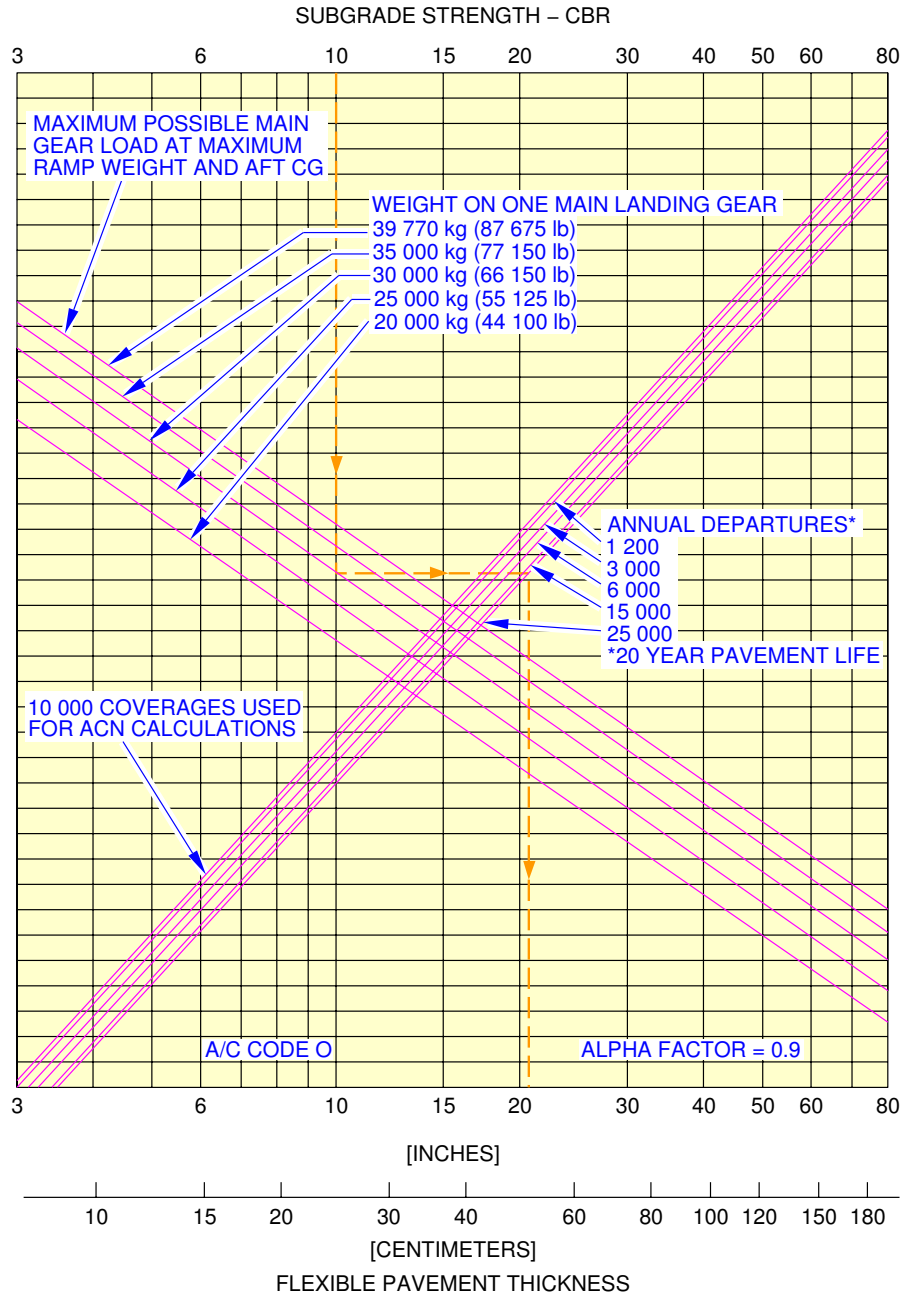 SUBGRADE STRENGTH – CBR
3 6 10 15 20 30 40 50 60 80
MAXIMUM POSSIBLE MAIN
GEAR LOAD AT MAXIMUM
RAMP WEIGHT AND AFT CG
WEIGHT ON ONE MAIN LANDING GEAR
39 770 kg (87 675 lb)
35 000 kg (77 150 lb)
30 000 kg (66 150 lb)
25 000 kg (55 125 lb)
20 000 kg (44 100 lb)
ANNUAL DEPARTURES*
1 200
3 000
6 000
15 000
25 000
*20 YEAR PAVEMENT LIFE
10 000 COVERAGES USED
FOR ACN CALCULATIONS
A/C CODE O
ALPHA FACTOR = 0.9
3 6 10 15 20 30 40 50 60 80
[INCHES]
10 15 20 30 40 60 80 100 120 150 180
[CENTIMETERS]
FLEXIBLE PAVEMENT THICKNESS